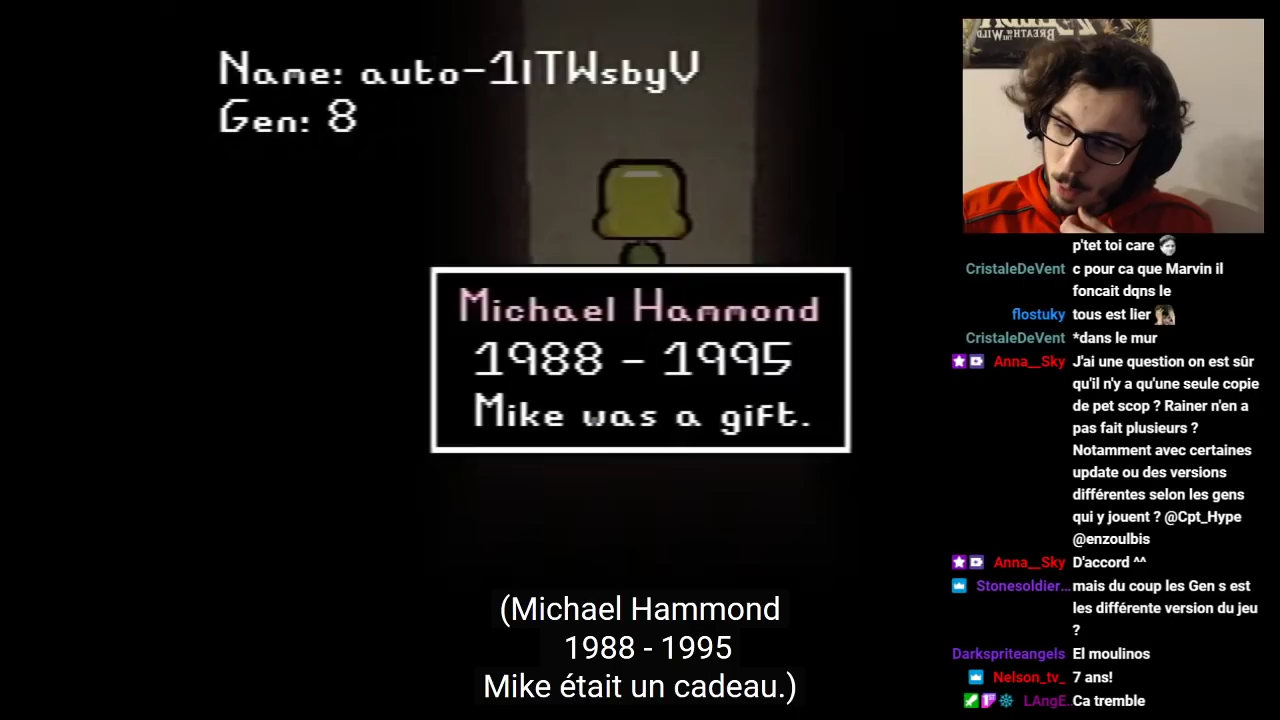 Name: auto-1lTWsbyV
Gen: 8
Michael Hammond
1988 - 1995
Mike was a gift.
(Michael Hammond
1988 - 1995
Mike était un cadeau.)
p'tet toi care
CristaleDeVent c pour ca que Marvin il
foncait dqns le
flostuky tous est lier
CristaleDeVent *dans le mur
Anna__Sky J'ai une question on est sûr
qu'il n'y a qu'une seule copie
de pet scop ? Rainer n'en a
pas fait plusieurs ?
Notamment avec certaines
update ou des versions
différentes selon les gens
qui y jouent ? @Cpt_Hype
@enzoulbis
Anna__Sky D'accord ^^
Stonesoldier... mais du coup les Gen s est
les différente version du jeu
?
Darkspriteangels El moulinos
Nelson_tv_ 7 ans!
LAngE... Ca tremble